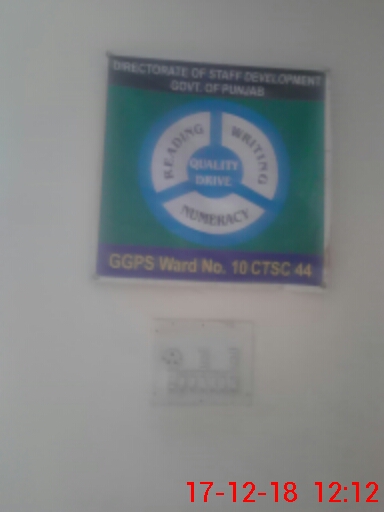 DIRECTORATE OF STAFF DEVELOPMENT
GOVT. OF PUNJAB
READING
WRITING
QUALITY
DRIVE
NUMERACY
GGPS Ward No. 10 CTSC 44
17-12-18 12:12